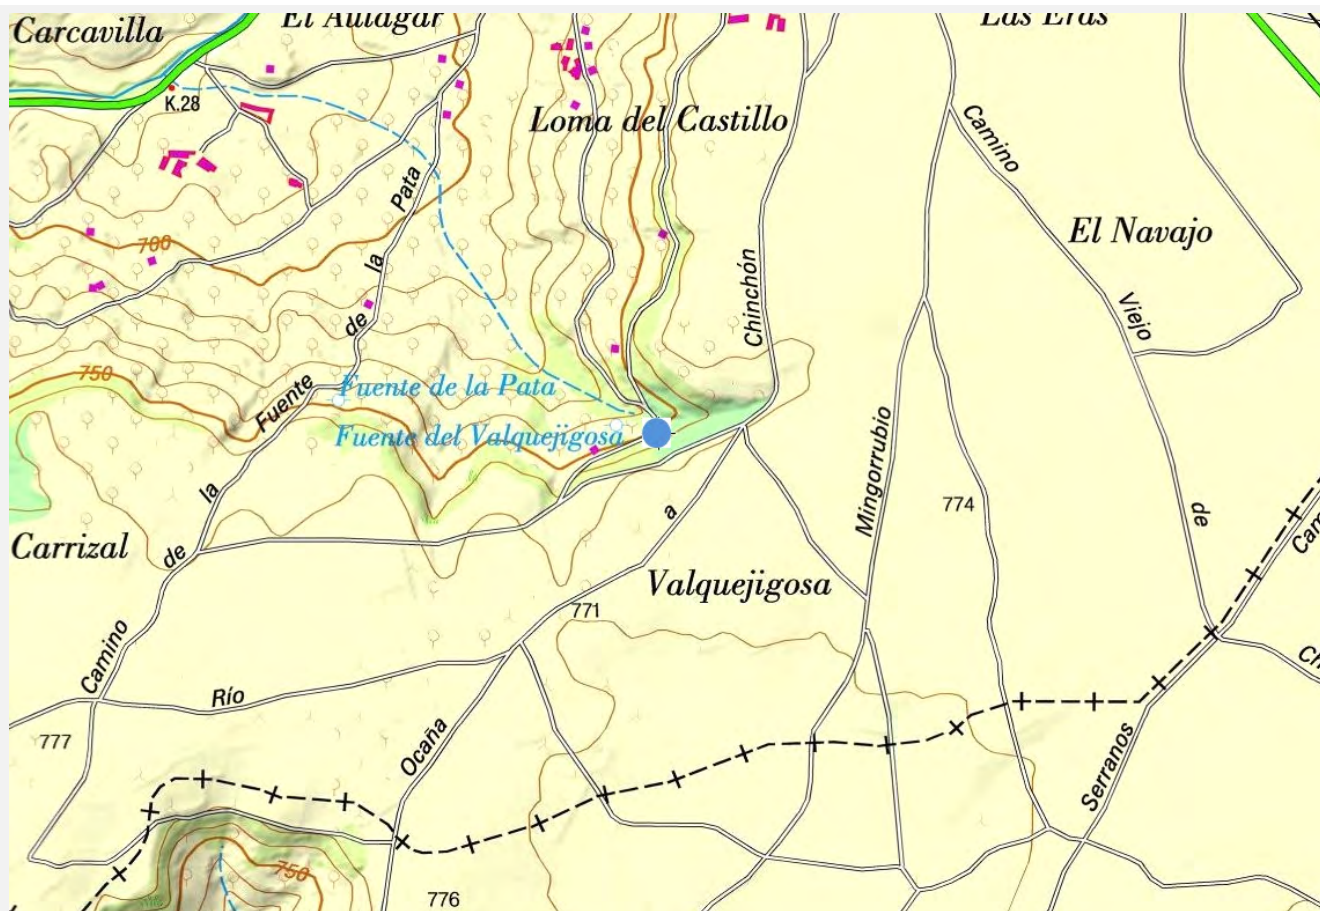 Carcavilla
El Aulagar
Las Eras
K.28
Loma del Castillo
Camino
Pata
El Navajo
700
la
Chinchón
Viejo
de
750
Fuente de la Pata
Fuente
Fuente del Valquejigosa
Mingorrubio
la
a
774
de
Carrizal
de
Valquejigosa
771
Camino
Río
777
Ocaña
Serranos
750
776